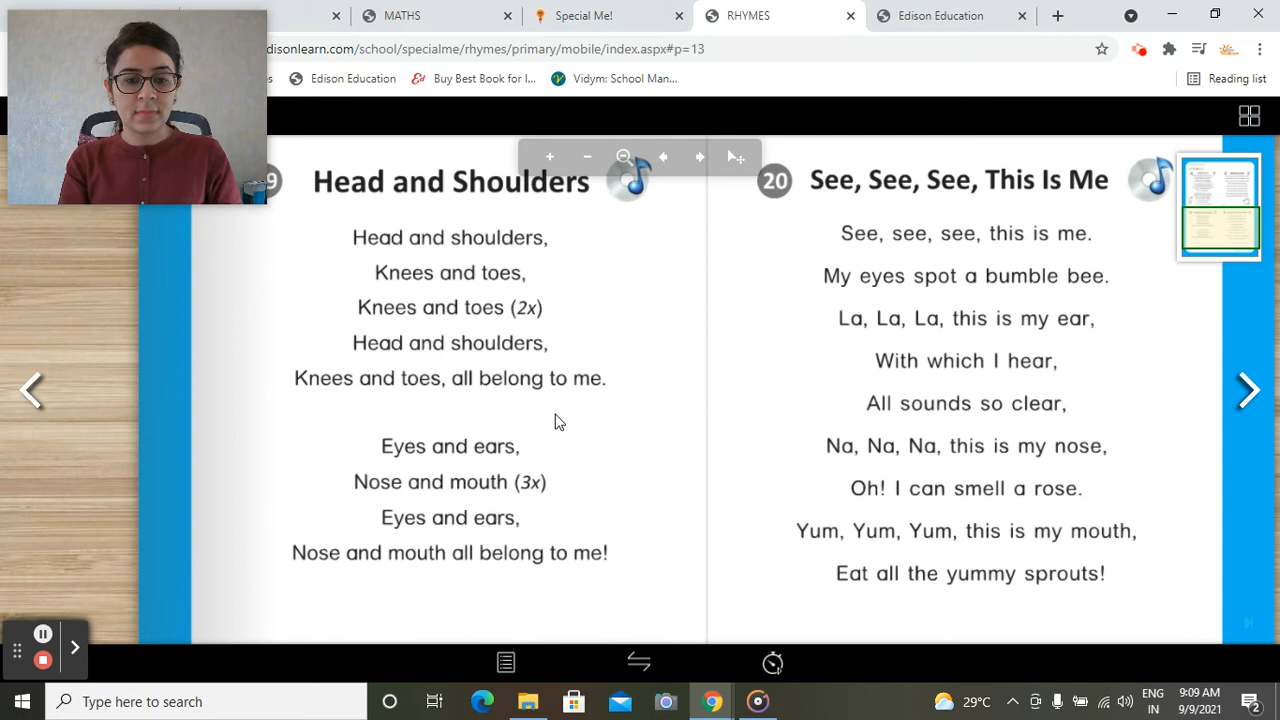 MATHS
Special Me!
RHYMES
Edison Education
disonlearn.com/school/specialme/rhymes/primary/mobile/index.aspx#p=13
Edison Education
Buy Best Book for I...
Vidym: School Man...
Reading list
9 Head and Shoulders
Head and shoulders,
Knees and toes,
Knees and toes (2x)
Head and shoulders,
Knees and toes, all belong to me.
Eyes and ears,
Nose and mouth (3x)
Eyes and ears,
Nose and mouth all belong to me!
20 See, See, See, This Is Me
See, see, see, this is me.
My eyes spot a bumble bee.
La, La, La, this is my ear,
With which I hear,
All sounds so clear,
Na, Na, Na, this is my nose,
Oh! I can smell a rose.
Yum, Yum, Yum, this is my mouth,
Eat all the yummy sprouts!
Type here to search
29°C
ENG
IN
9:09 AM
9/9/2021
2